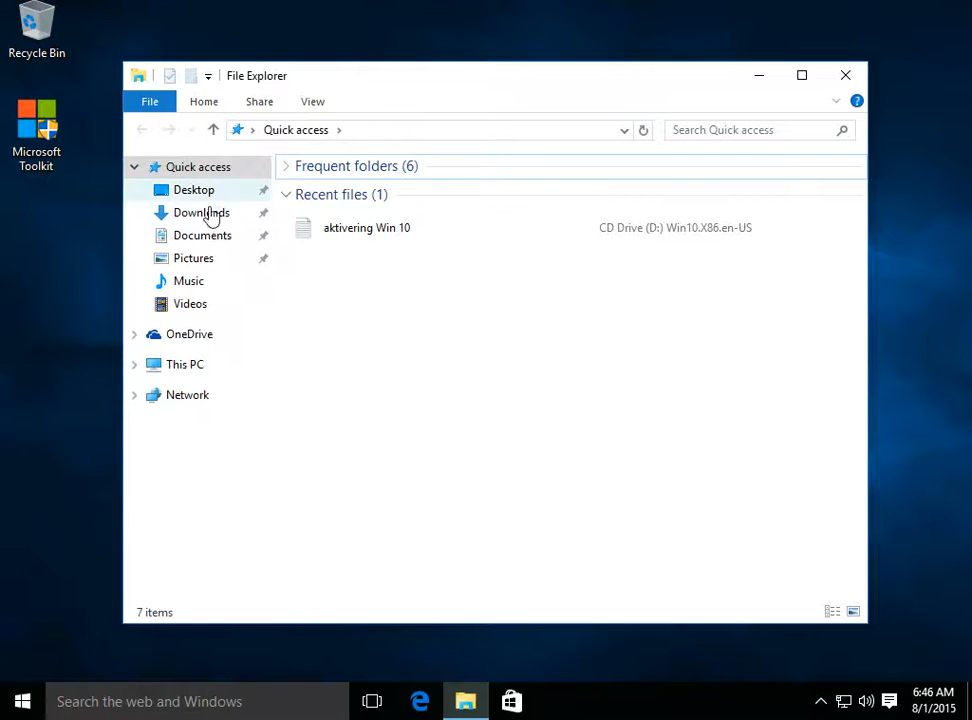 Recycle Bin
Microsoft
Toolkit
File Explorer
File Home Share View
Quick access
Search Quick access
Quick access
Desktop
Downloads
Documents
Pictures
Music
Videos
OneDrive
This PC
Network
Frequent folders (6)
Recent files (1)
aktivering Win 10 CD Drive (D:) Win10.X86.en-US
7 items
Search the web and Windows
6:46 AM
8/1/2015